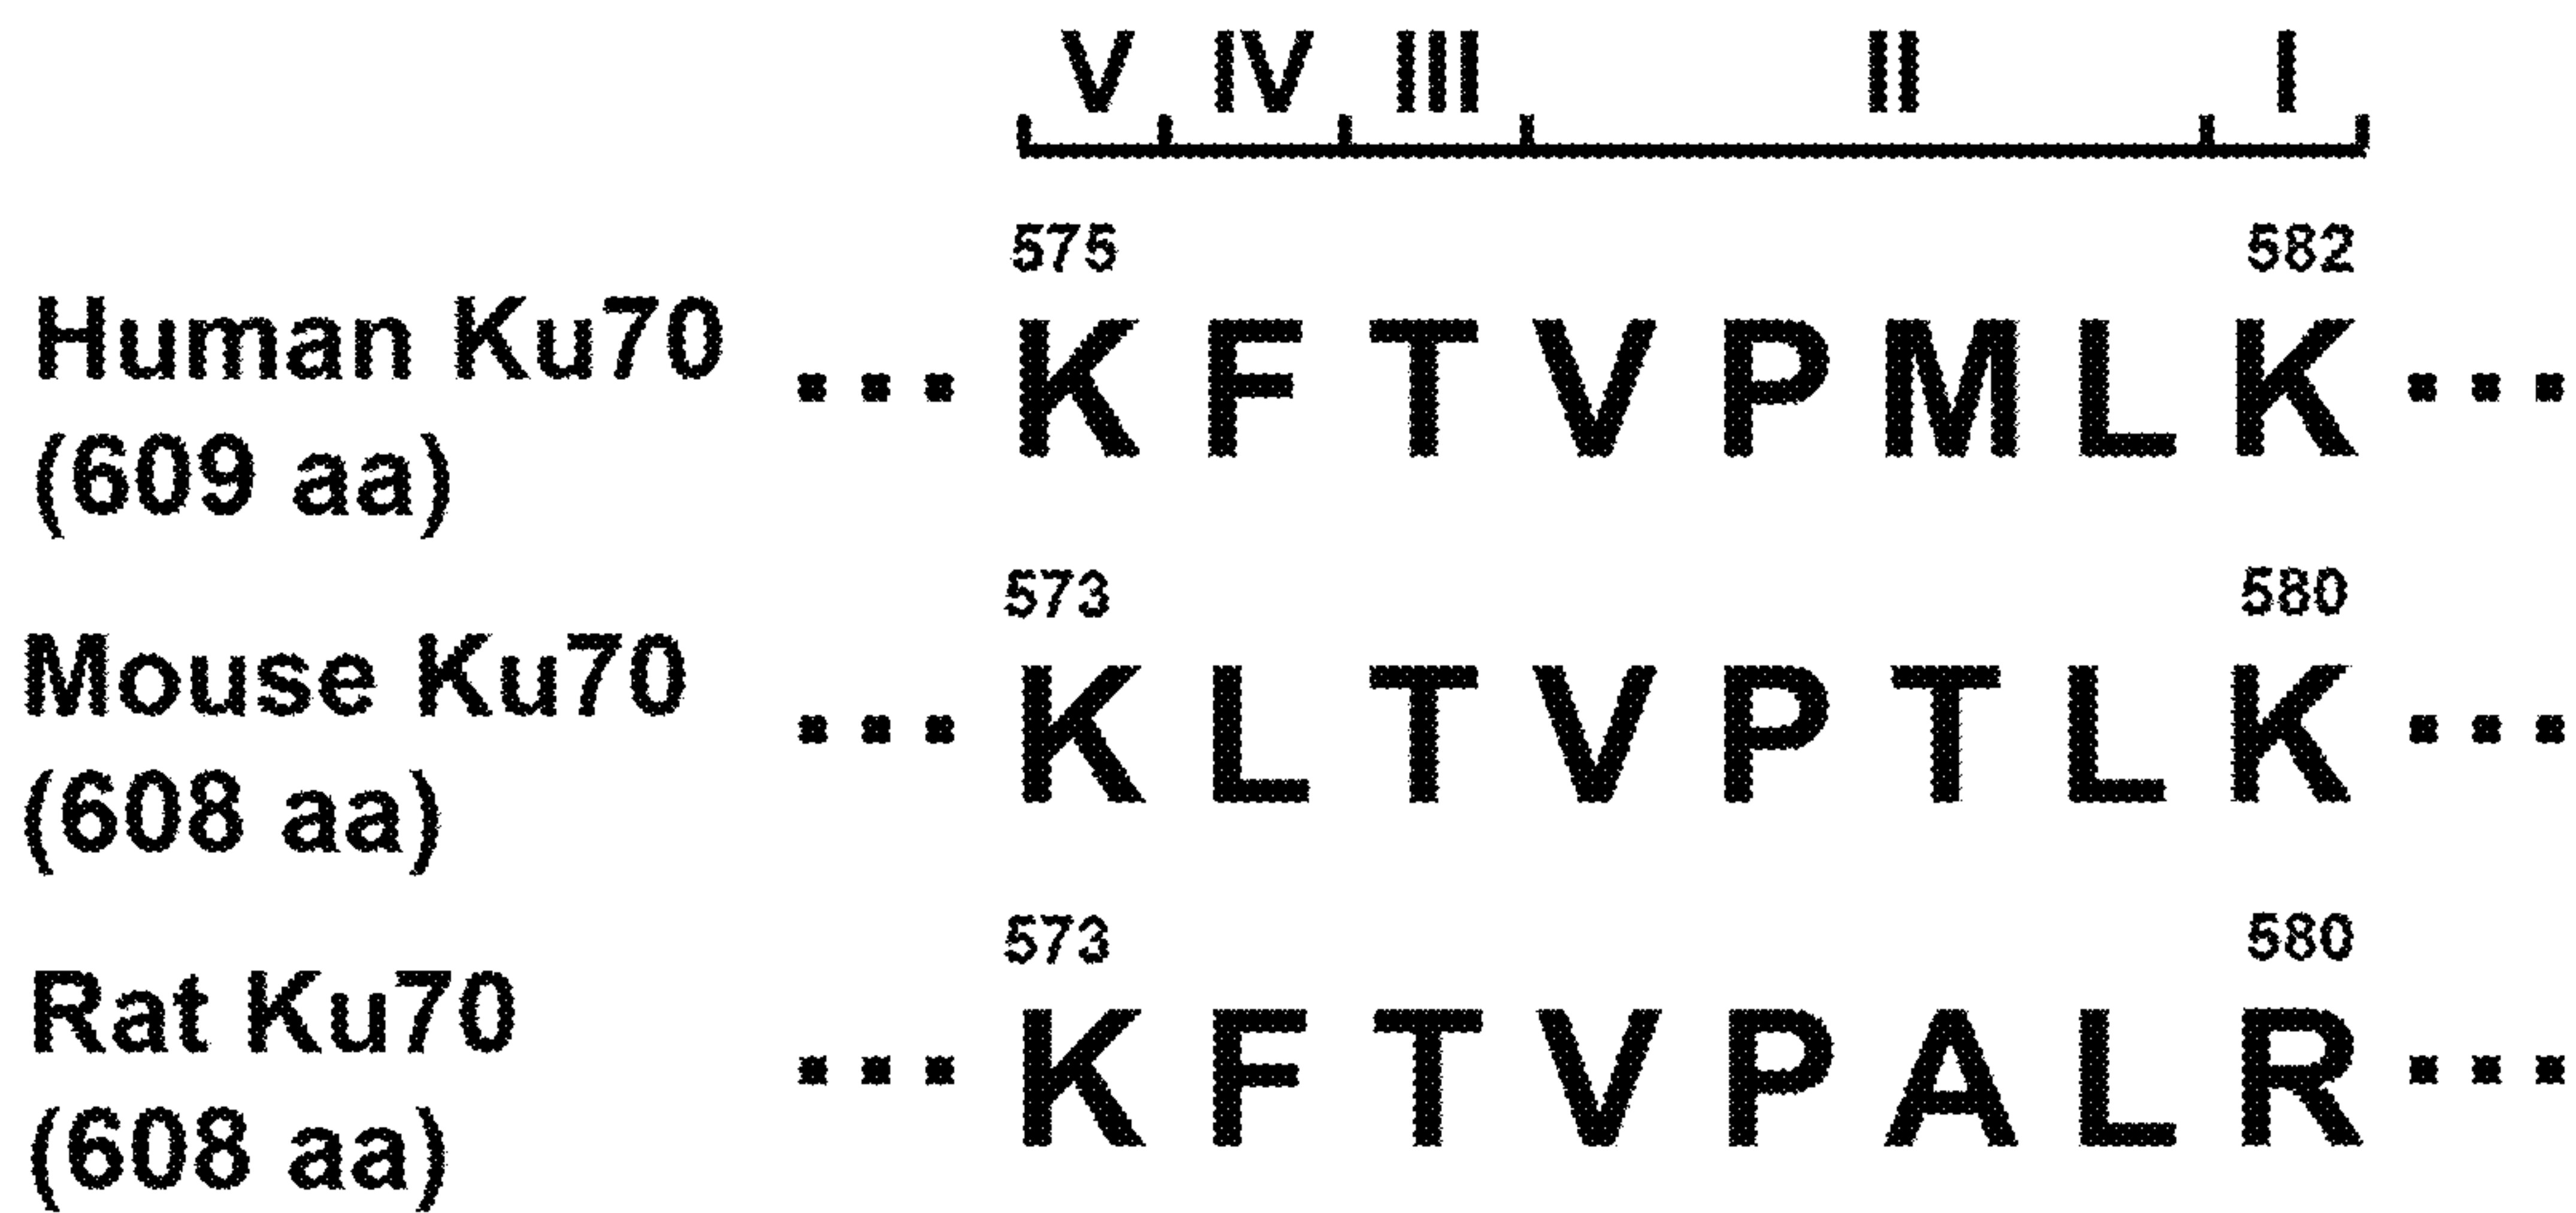 V IV III II I
575 582
Human Ku70 ... K F T V P M L K ...
(609 aa)
573 580
Mouse Ku70 ... K L T V P T L K ...
(608 aa)
573 580
Rat Ku70 ... K F T V P A L R ...
(608 aa)